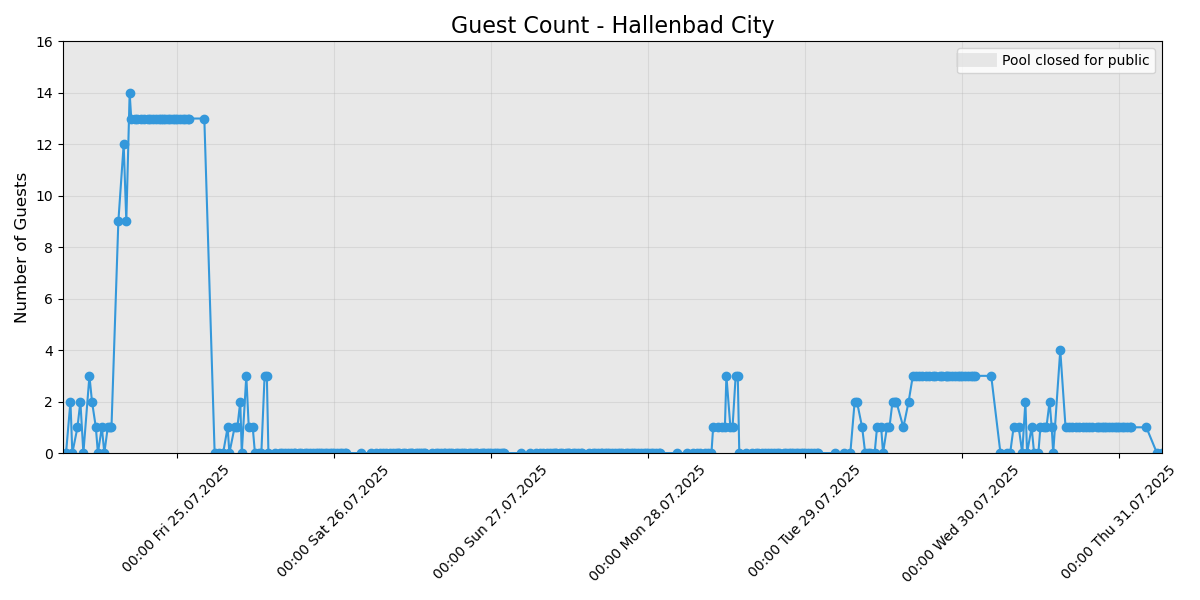 Guest Count - Hallenbad City
Pool closed for public
Number of Guests
16
14
12
10
8
6
4
2
0
00:00 Fri 25.07.2025
00:00 Sat 26.07.2025
00:00 Sun 27.07.2025
00:00 Mon 28.07.2025
00:00 Tue 29.07.2025
00:00 Wed 30.07.2025
00:00 Thu 31.07.2025